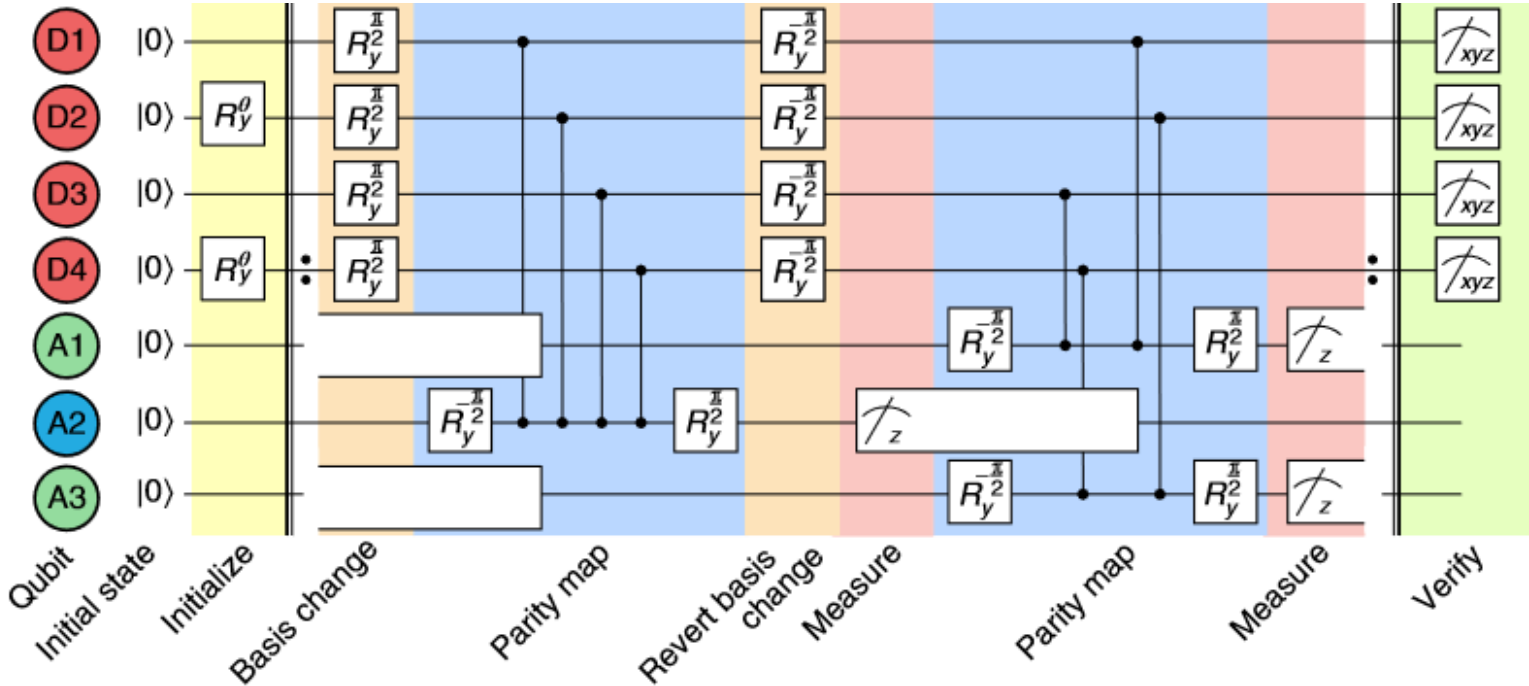 D1 |0⟩ R_y^{π/2} R_y^{-π/2} xyz
D2 |0⟩ R_y^θ R_y^{π/2} R_y^{-π/2} xyz
D3 |0⟩ R_y^{π/2} R_y^{-π/2} xyz
D4 |0⟩ R_y^θ R_y^{π/2} R_y^{-π/2} xyz
A1 |0⟩ R_y^{-π/2} R_y^{π/2} z
A2 |0⟩ R_y^{-π/2} R_y^{π/2} z
A3 |0⟩ R_y^{-π/2} R_y^{π/2} z
Qubit
Initial state
Initialize
Basis change
Parity map
Revert basis
change
Measure
Parity map
Measure
Verify